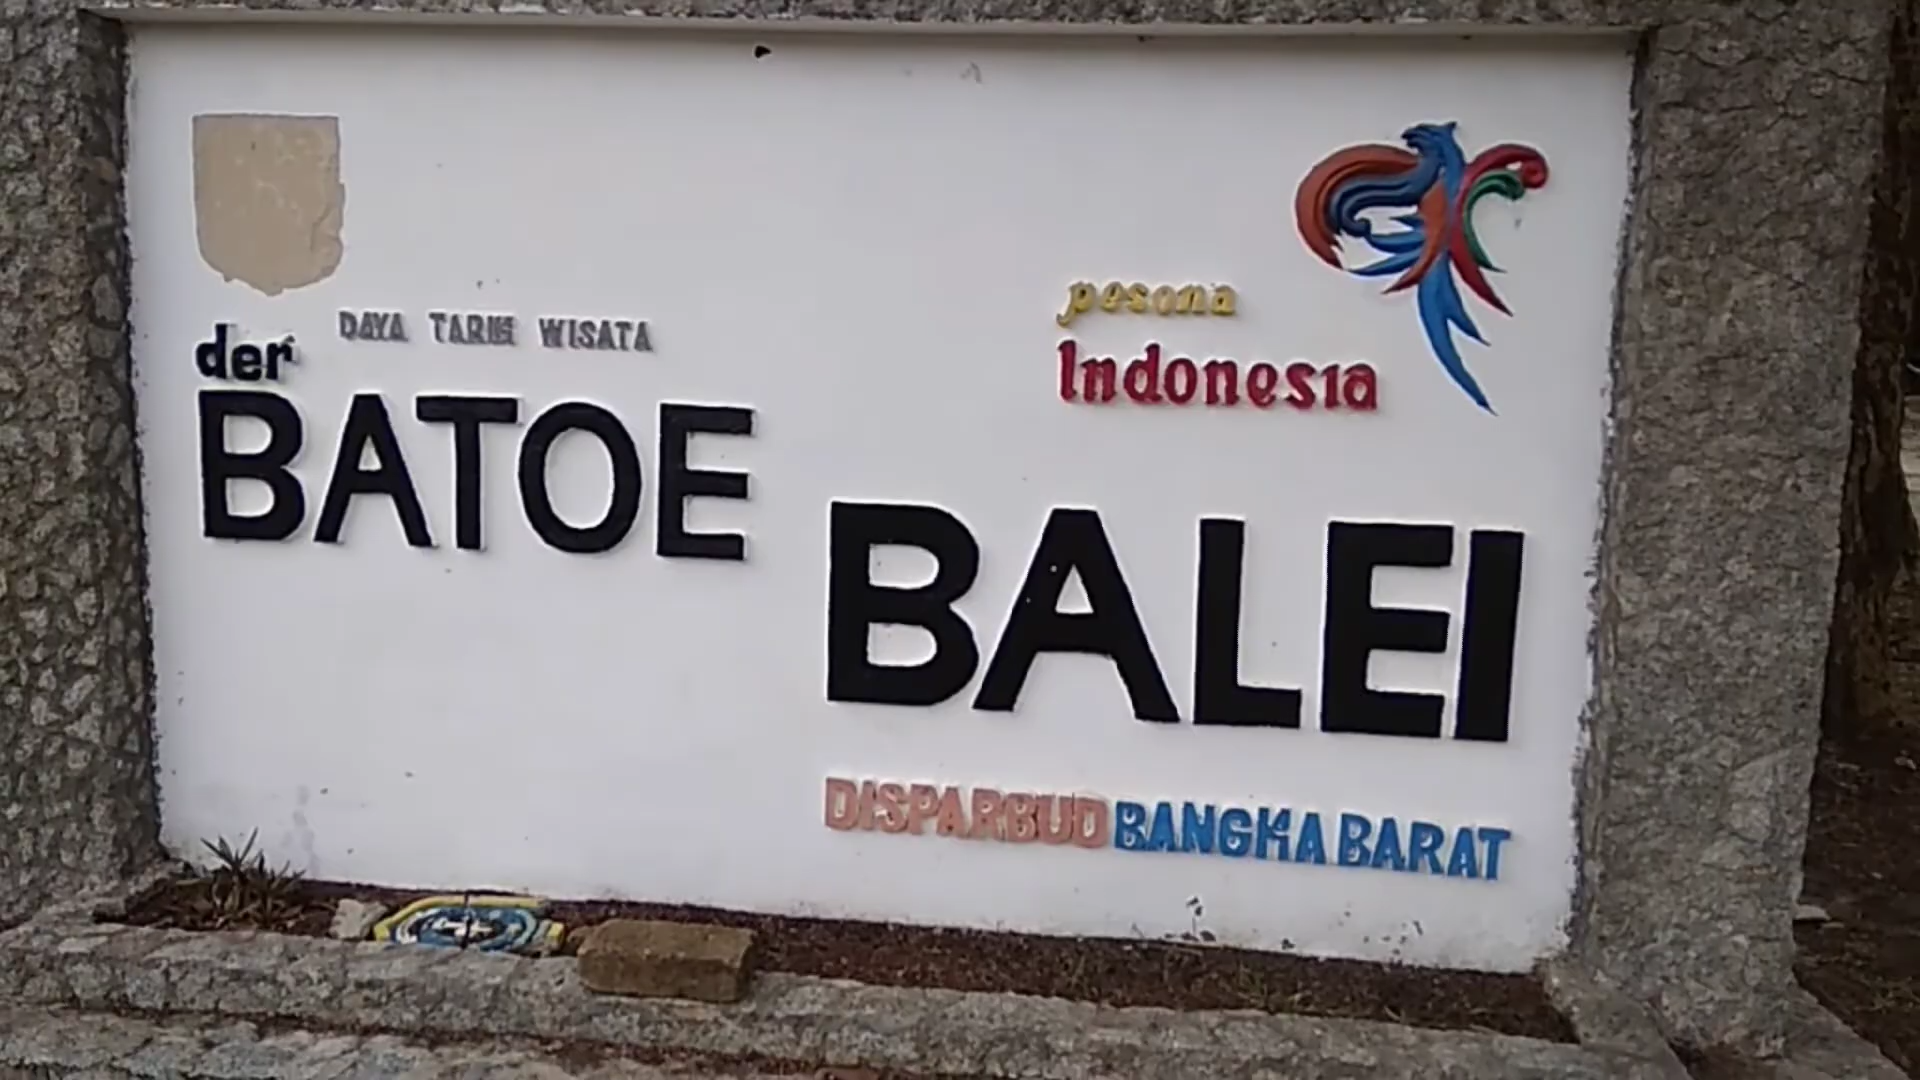 DAYA TARIK WISATA
der
BATOE
pesona
Indonesia
BALEI
DISPARBUD BANGKA BARAT